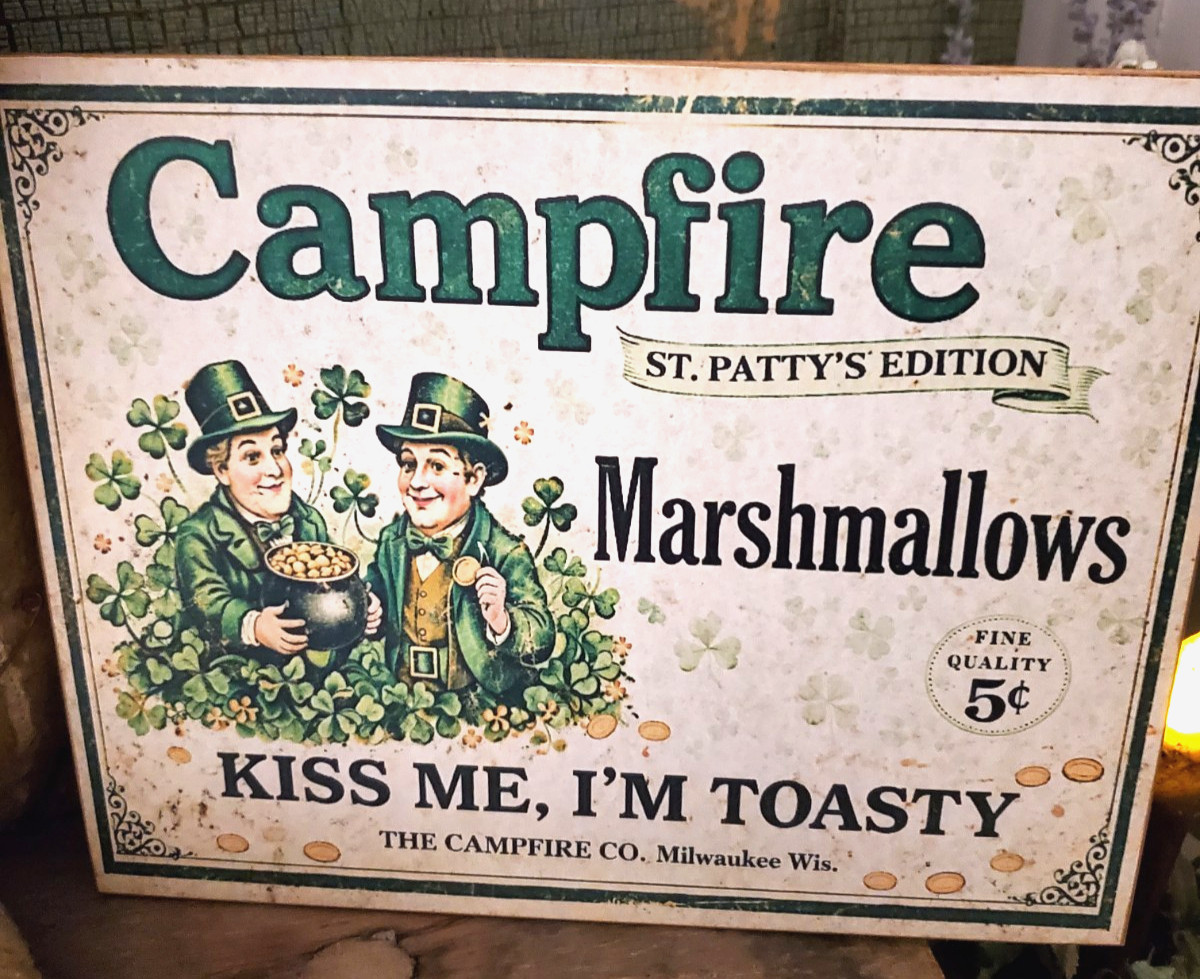 Campfire
ST. PATTY'S EDITION
Marshmallows
FINE
QUALITY
5¢
KISS ME, I'M TOASTY
THE CAMPFIRE CO. Milwaukee Wis.